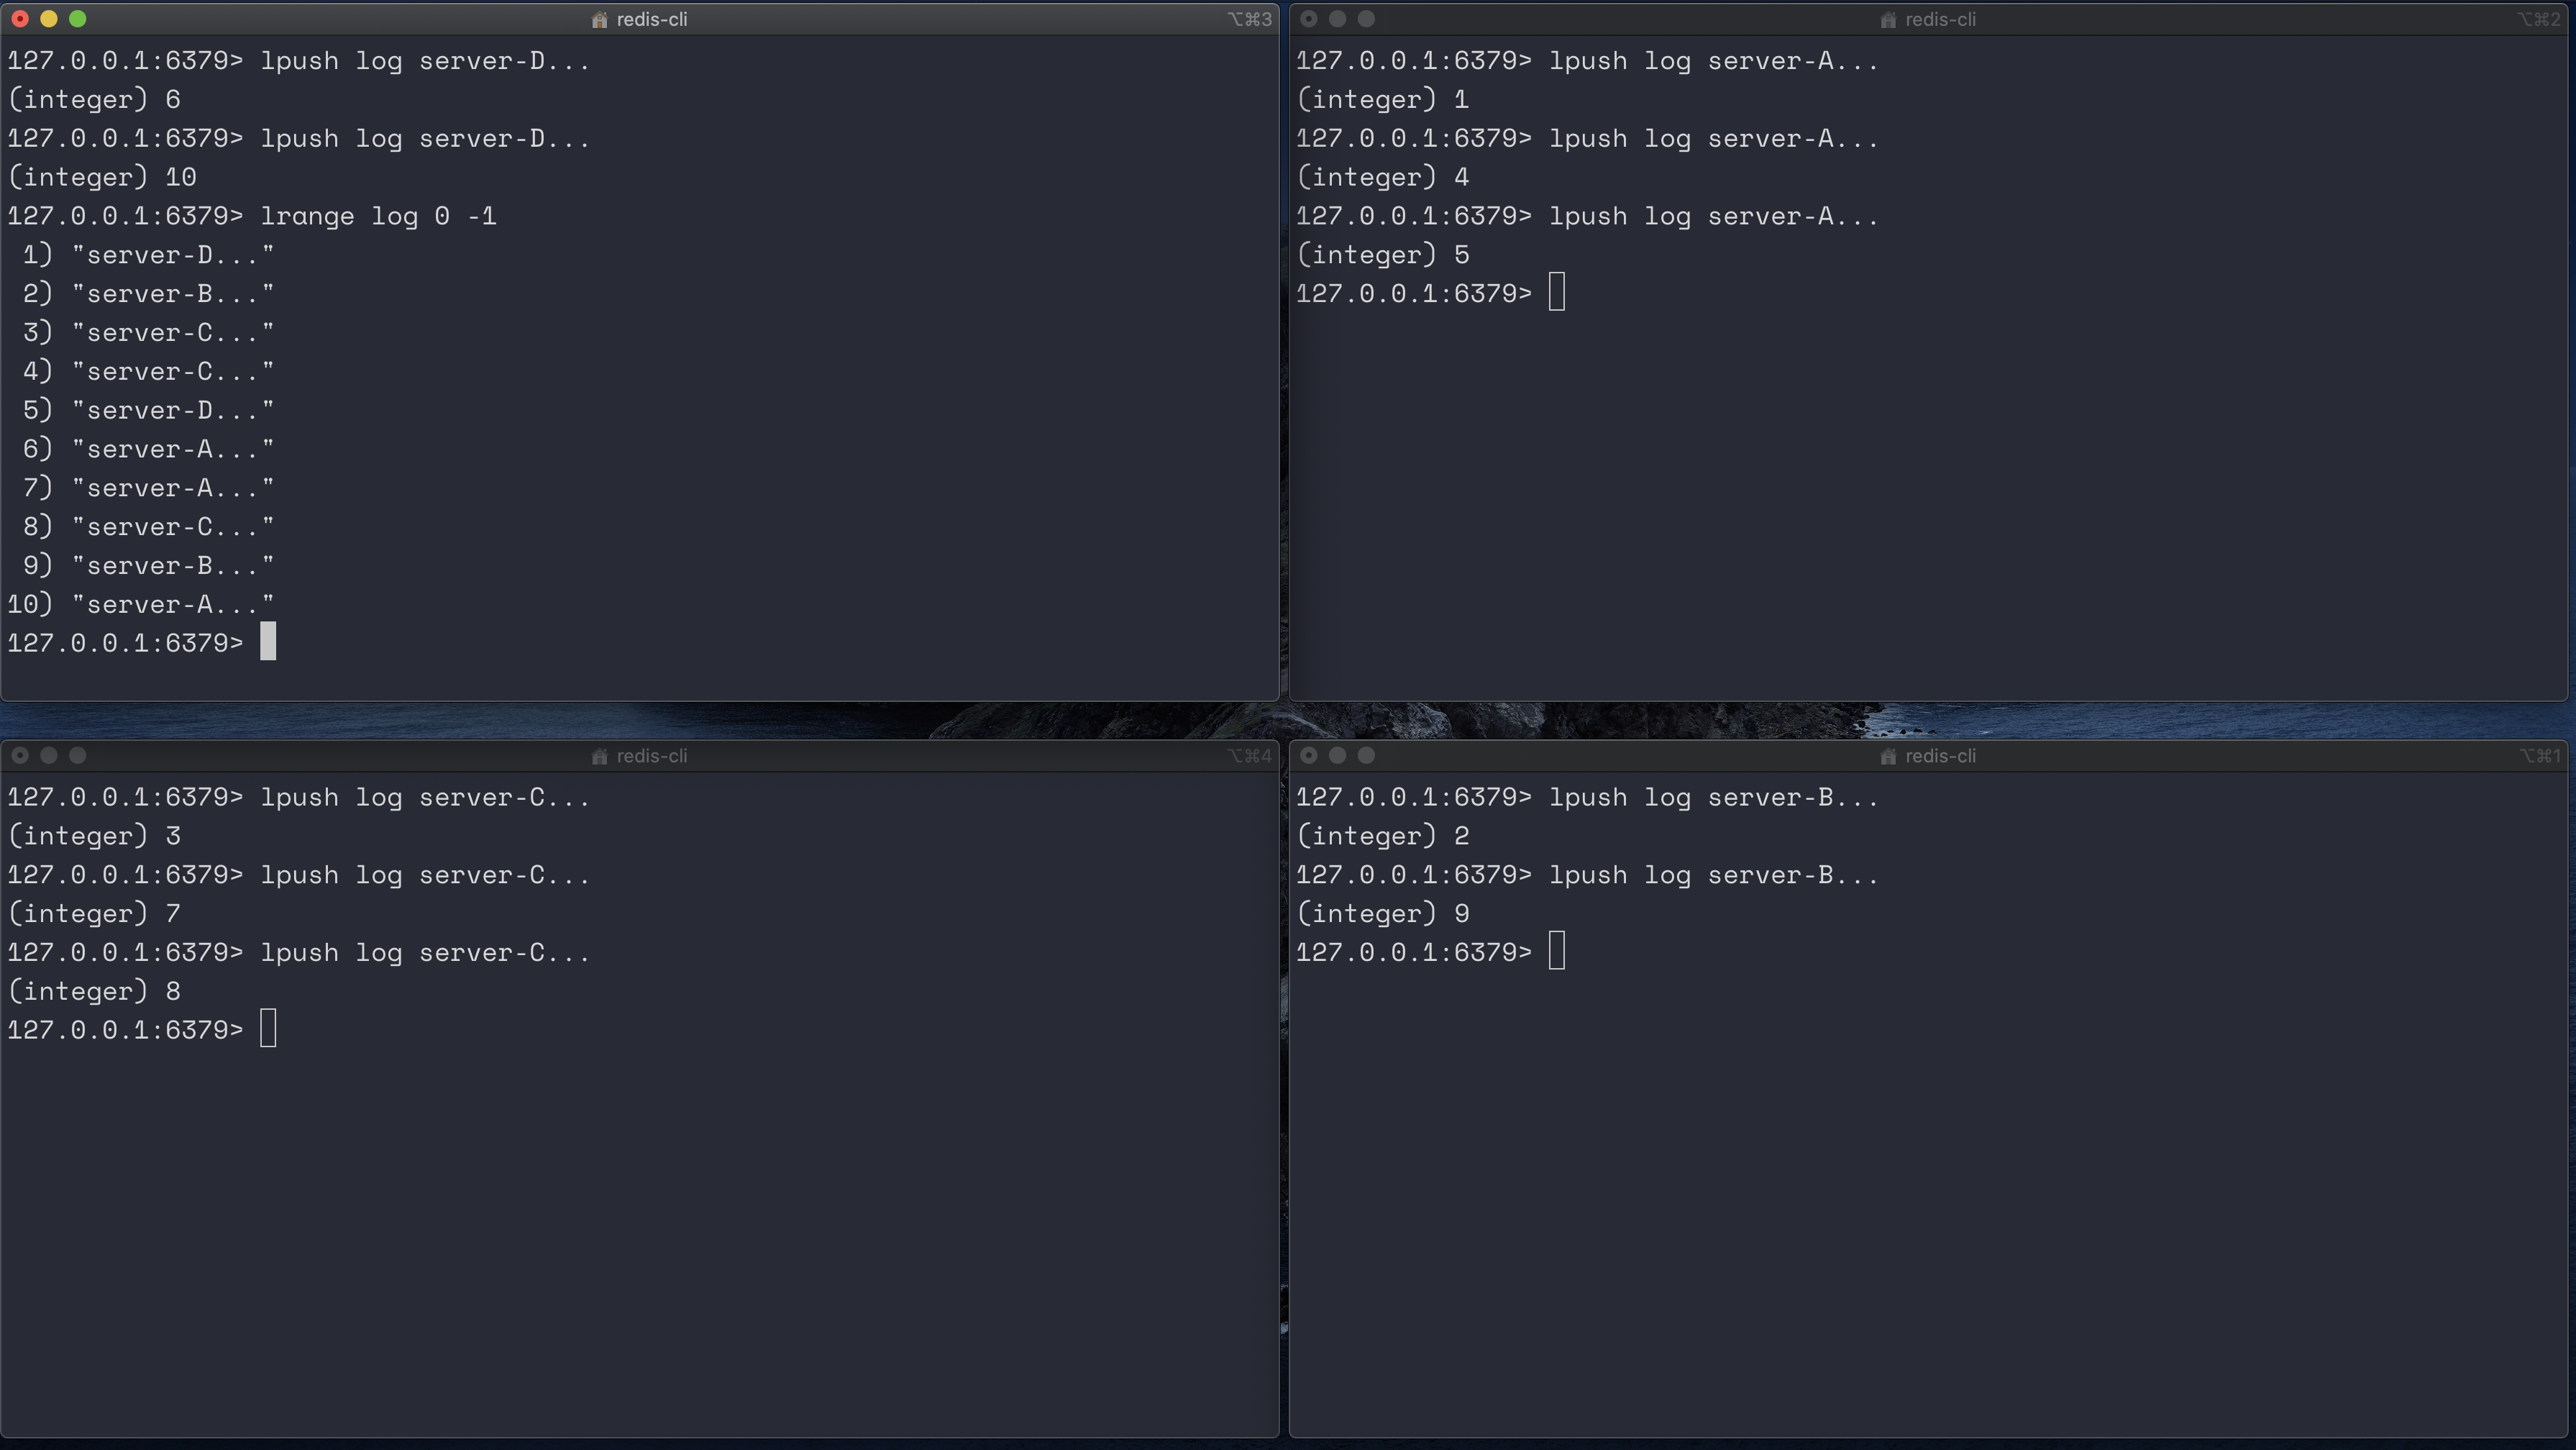 redis-cli ⌥⌘3
127.0.0.1:6379> lpush log server-D...
(integer) 6
127.0.0.1:6379> lpush log server-D...
(integer) 10
127.0.0.1:6379> lrange log 0 -1
1) "server-D..."
2) "server-B..."
3) "server-C..."
4) "server-C..."
5) "server-D..."
6) "server-A..."
7) "server-A..."
8) "server-C..."
9) "server-B..."
10) "server-A..."
127.0.0.1:6379>
redis-cli ⌥⌘2
127.0.0.1:6379> lpush log server-A...
(integer) 1
127.0.0.1:6379> lpush log server-A...
(integer) 4
127.0.0.1:6379> lpush log server-A...
(integer) 5
127.0.0.1:6379>
redis-cli ⌥⌘4
127.0.0.1:6379> lpush log server-C...
(integer) 3
127.0.0.1:6379> lpush log server-C...
(integer) 7
127.0.0.1:6379> lpush log server-C...
(integer) 8
127.0.0.1:6379>
redis-cli ⌥⌘1
127.0.0.1:6379> lpush log server-B...
(integer) 2
127.0.0.1:6379> lpush log server-B...
(integer) 9
127.0.0.1:6379>